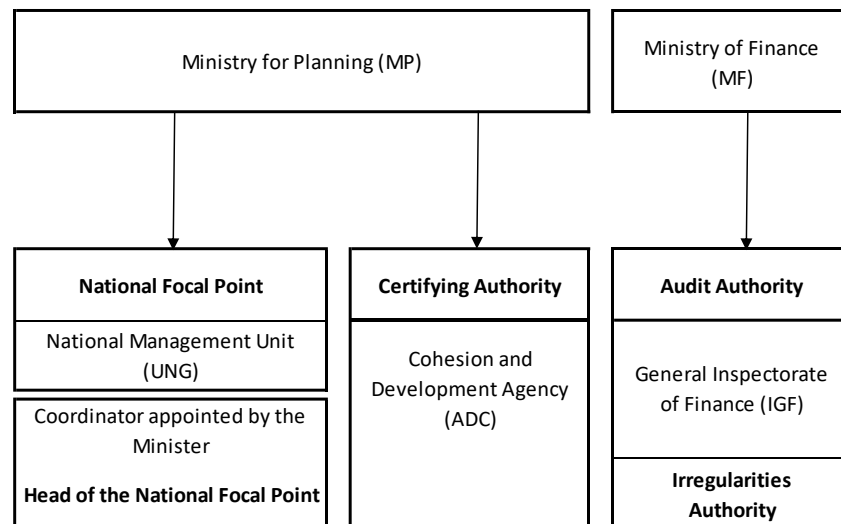 Ministry for Planning (MP)
Ministry of Finance
(MF)
National Focal Point
National Management Unit
(UNG)
Coordinator appointed by the
Minister
Head of the National Focal Point
Certifying Authority
Cohesion and
Development Agency
(ADC)
Audit Authority
General Inspectorate
of Finance (IGF)
Irregularities
Authority